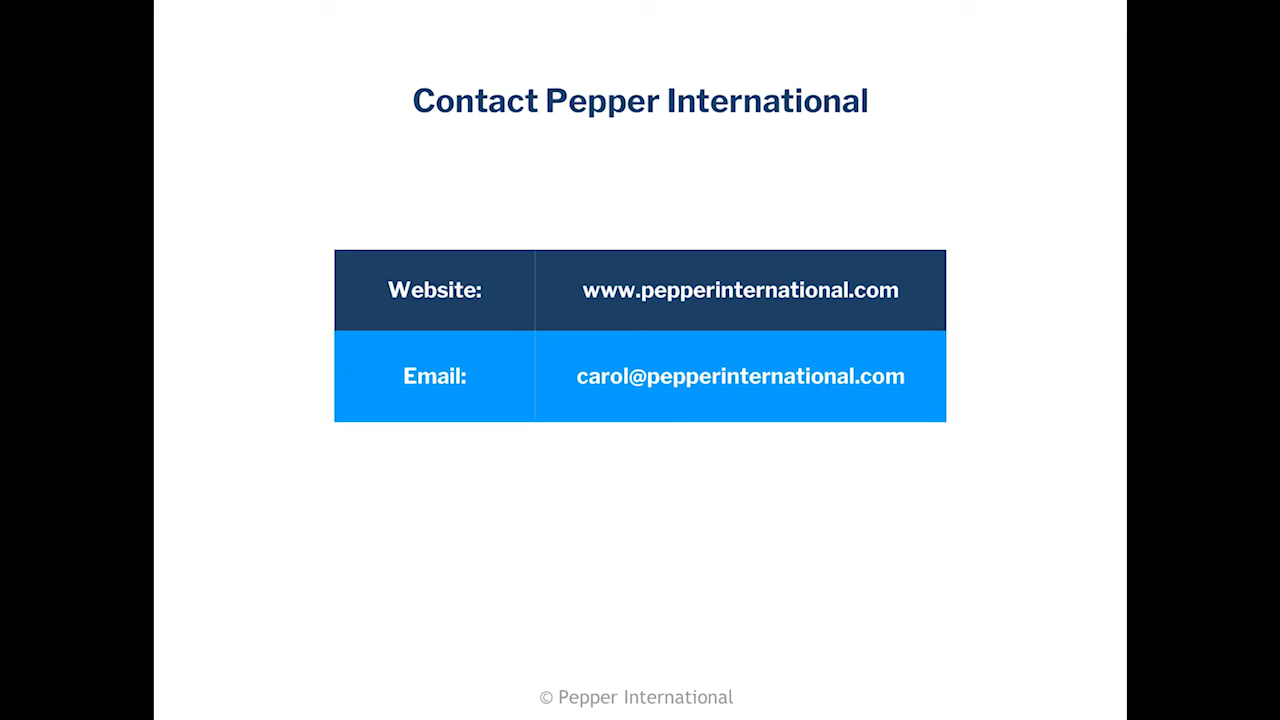 Contact Pepper International
Website: www.pepperinternational.com
Email: carol@pepperinternational.com
© Pepper International